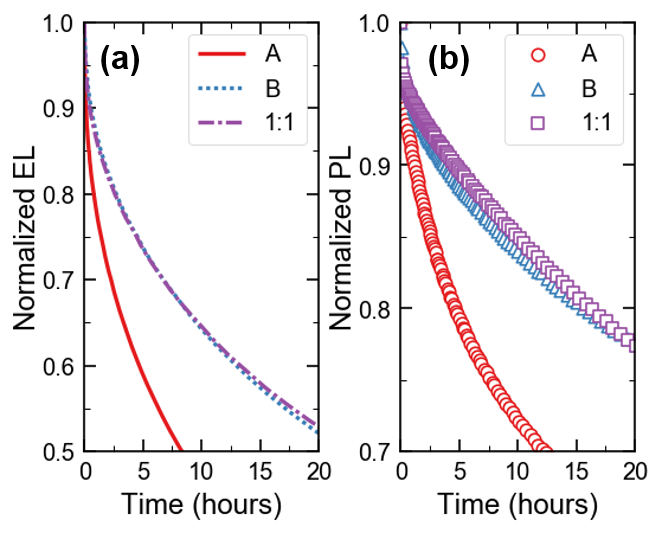 (a)
A
B
1:1
Normalized EL
1.0
0.9
0.8
0.7
0.6
0.5
0 5 10 15 20
Time (hours)
(b)
A
B
1:1
Normalized PL
1.0
0.9
0.8
0.7
0 5 10 15 20
Time (hours)